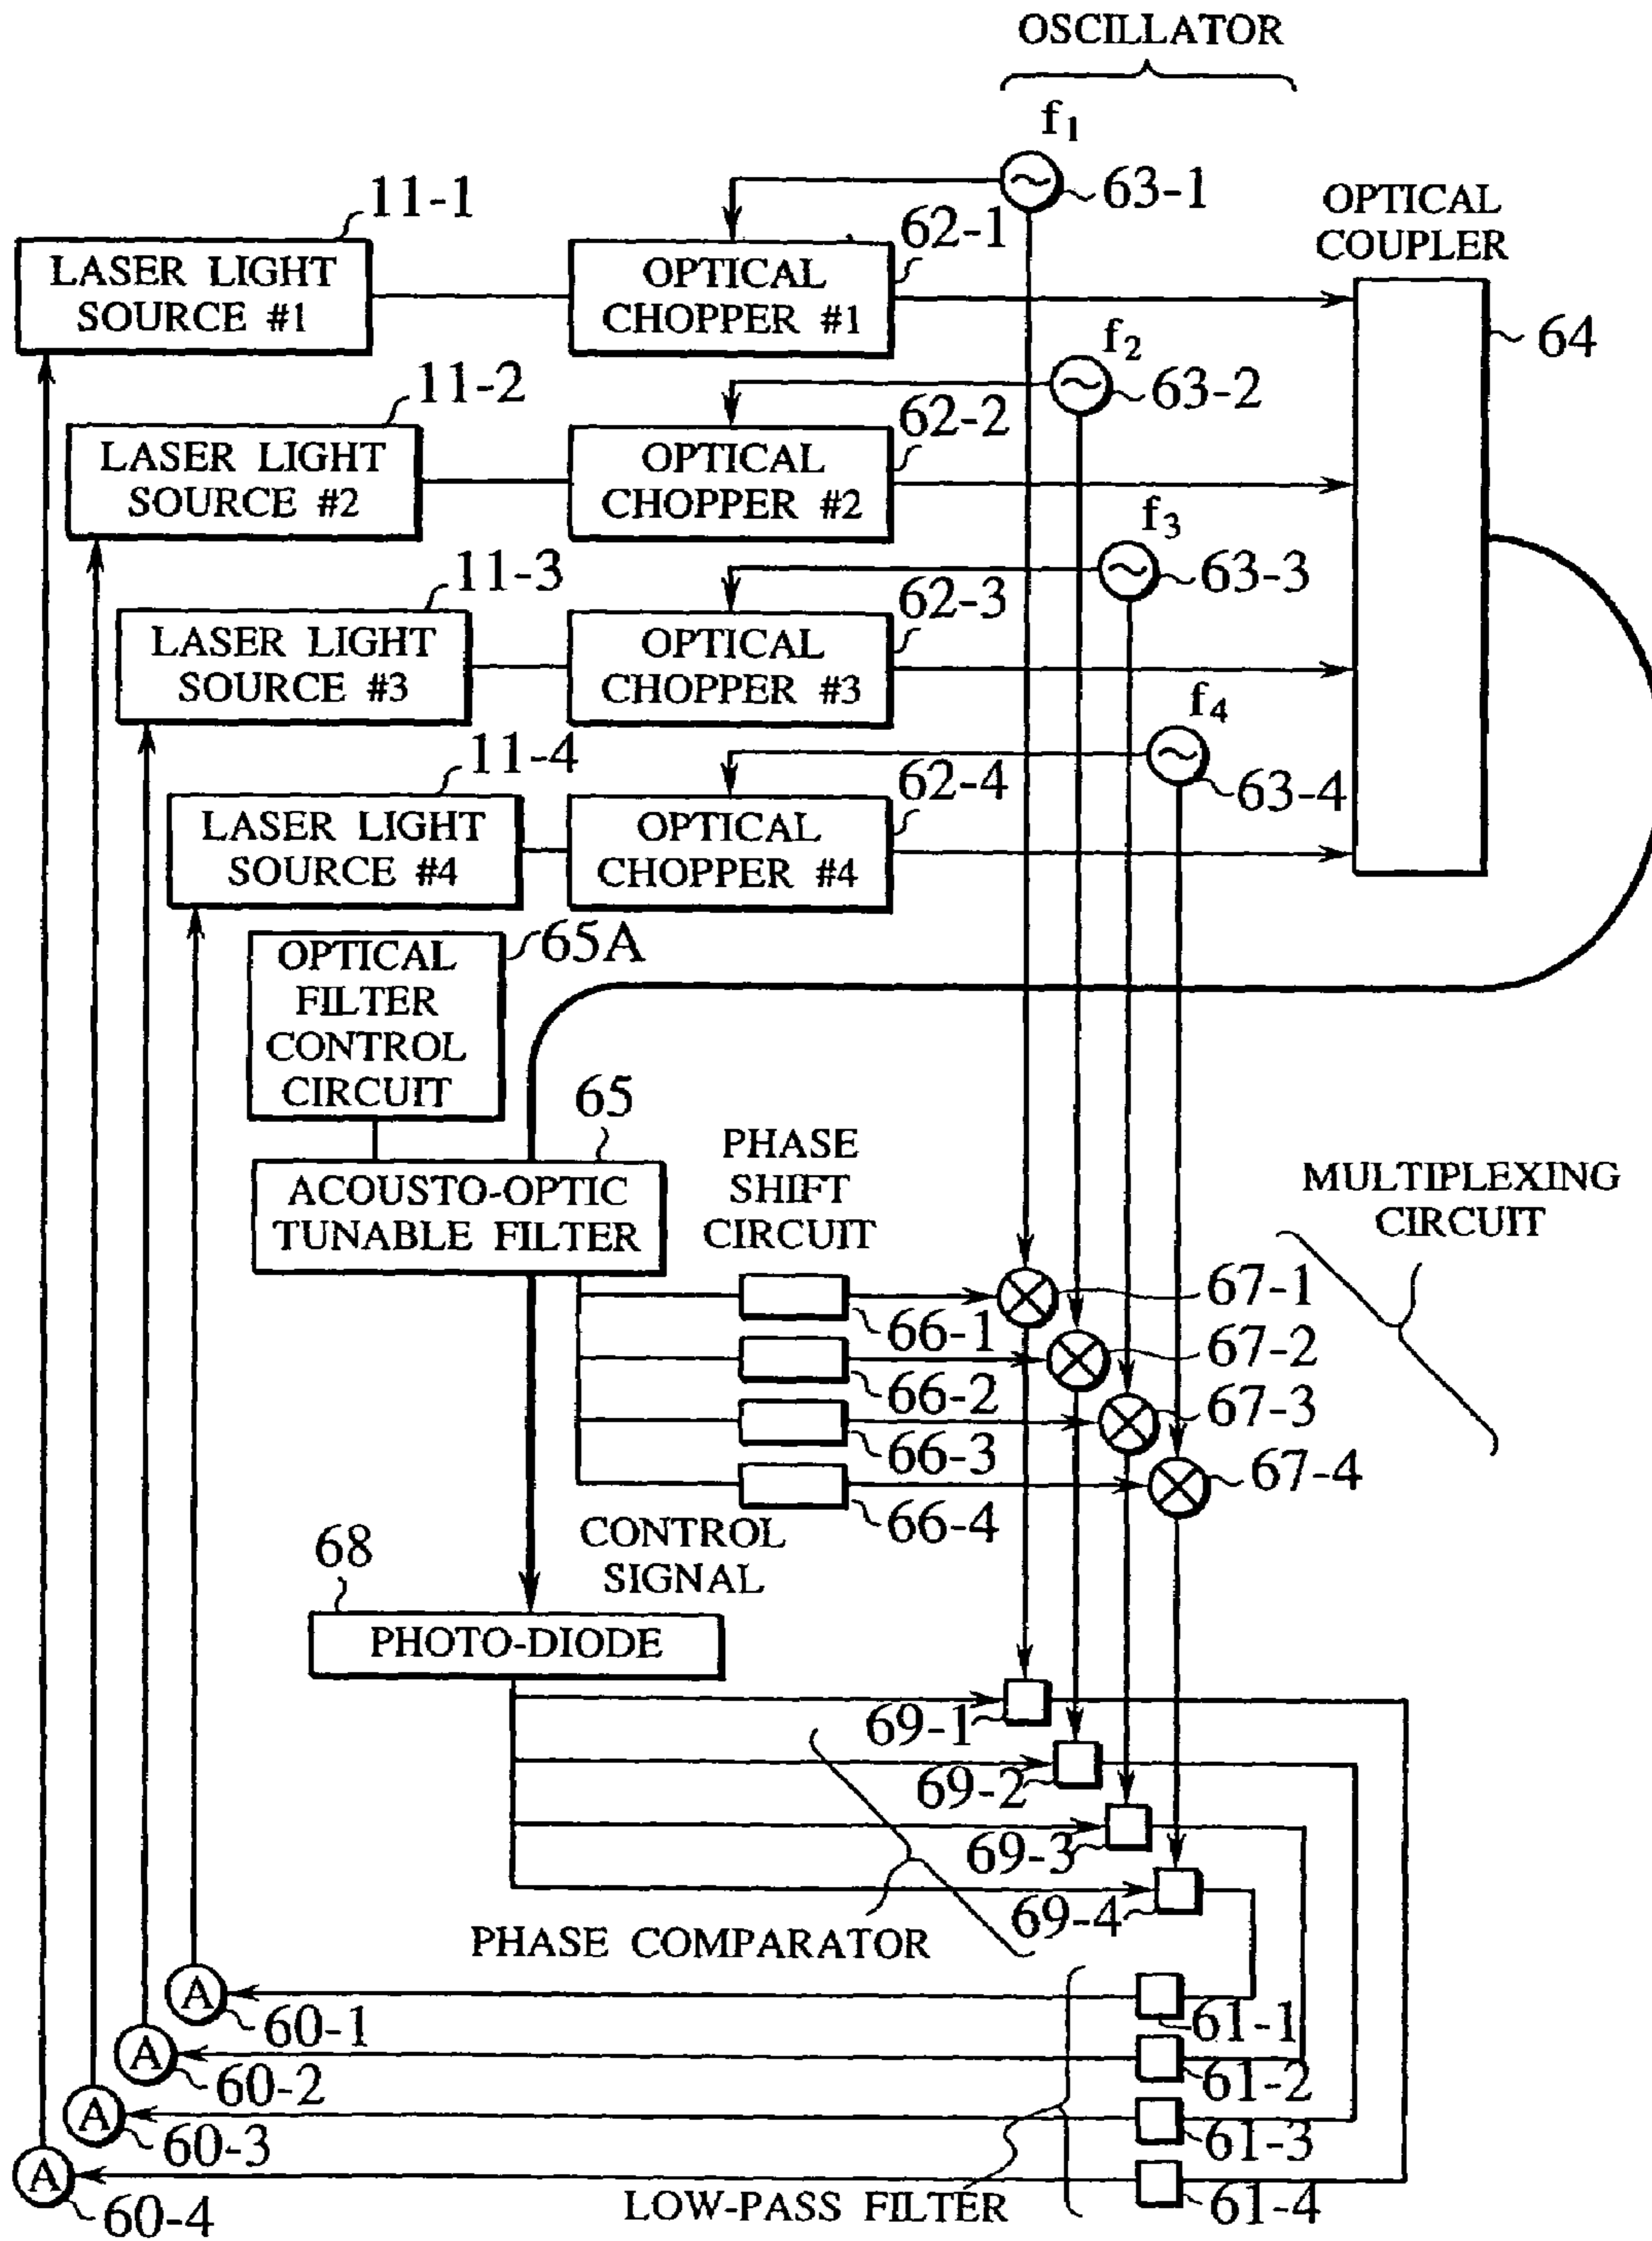 OSCILLATOR
f1
63-1
11-1
62-1
OPTICAL
COUPLER
LASER LIGHT
SOURCE #1
OPTICAL
CHOPPER #1
64
f2
63-2
11-2
62-2
LASER LIGHT
SOURCE #2
OPTICAL
CHOPPER #2
f3
63-3
11-3
62-3
LASER LIGHT
SOURCE #3
OPTICAL
CHOPPER #3
f4
63-4
11-4
62-4
LASER LIGHT
SOURCE #4
OPTICAL
CHOPPER #4
65A
OPTICAL
FILTER
CONTROL
CIRCUIT
65
ACOUSTO-OPTIC
TUNABLE FILTER
PHASE
SHIFT
CIRCUIT
MULTIPLEXING
CIRCUIT
67-1
66-1
67-2
66-2
67-3
66-3
67-4
66-4
CONTROL
SIGNAL
68
PHOTO-DIODE
69-1
69-2
69-3
69-4
PHASE COMPARATOR
A
60-1
61-1
A
60-2
61-2
A
60-3
61-3
A
60-4
61-4
LOW-PASS FILTER